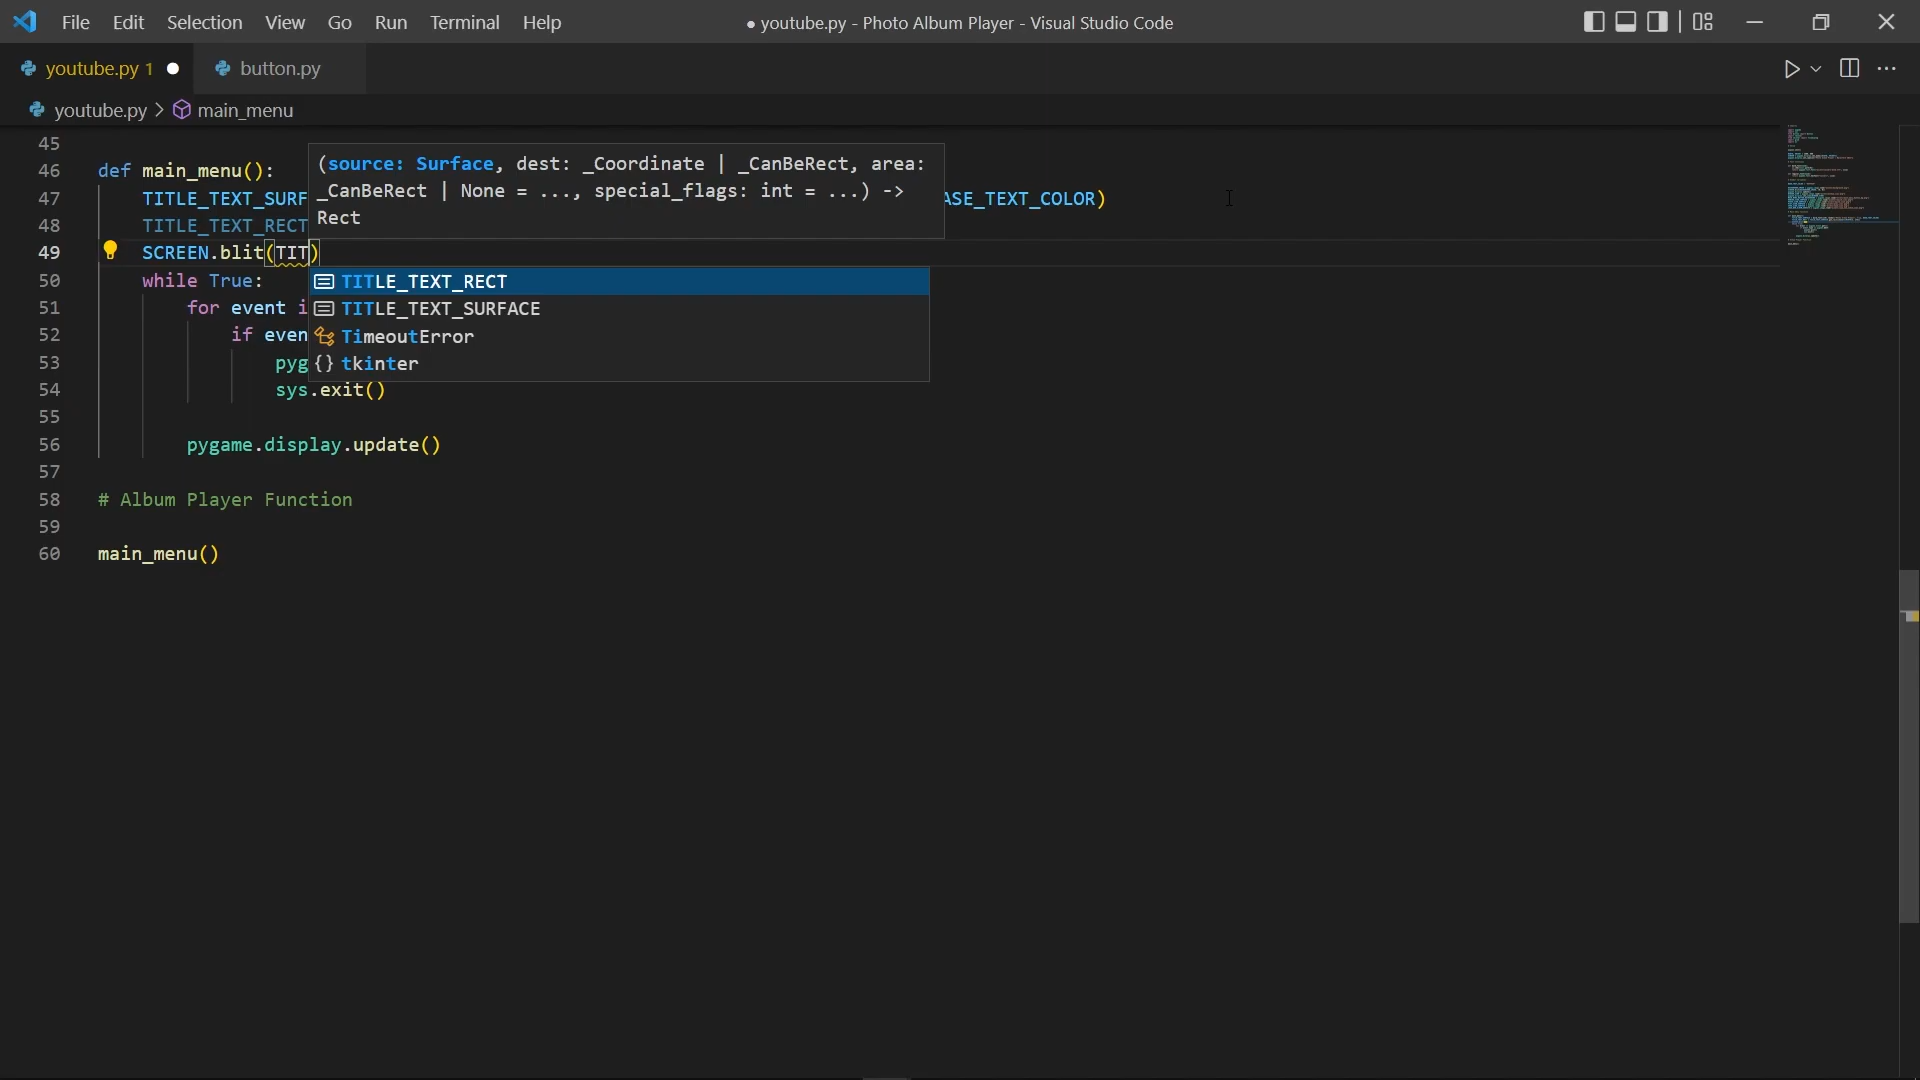 File Edit Selection View Go Run Terminal Help
● youtube.py - Photo Album Player - Visual Studio Code
youtube.py 1 ●
button.py
youtube.py > main_menu
45
46 def main_menu():
(source: Surface, dest: _Coordinate | _CanBeRect, area:
_CanBeRect | None = ..., special_flags: int = ...) ->
Rect
47 TITLE_TEXT_SURF ASE_TEXT_COLOR)
48 TITLE_TEXT_RECT
49 SCREEN.blit(TIT)
TITLE_TEXT_RECT
TITLE_TEXT_SURFACE
TimeoutError
{} tkinter
50 while True:
51 for event i
52 if even
53 pyg
54 sys.exit()
55
56 pygame.display.update()
57
58 # Album Player Function
59
60 main_menu()